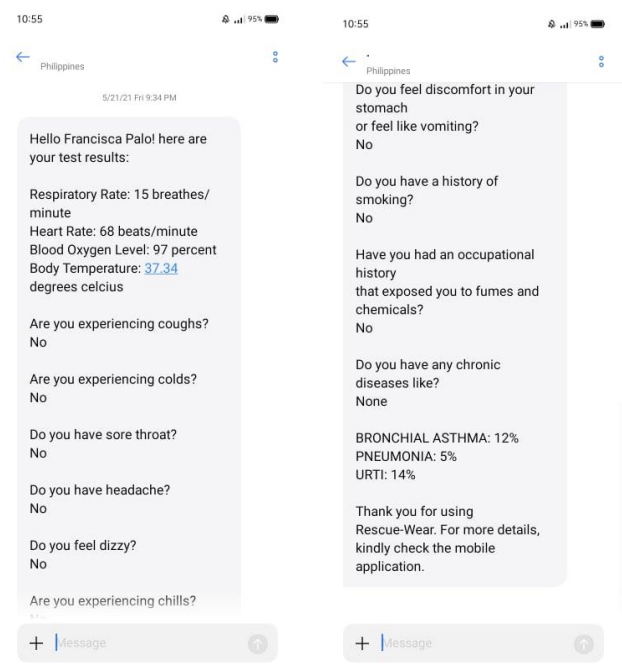 10:55
95%
Philippines
5/21/21 Fri 9:34 PM
Hello Francisca Palo! here are
your test results:
Respiratory Rate: 15 breathes/
minute
Heart Rate: 68 beats/minute
Blood Oxygen Level: 97 percent
Body Temperature: 37.34
degrees celcius
Are you experiencing coughs?
No
Are you experiencing colds?
No
Do you have sore throat?
No
Do you have headache?
No
Do you feel dizzy?
No
Are you experiencing chills?
Message
10:55
95%
Philippines
Do you feel discomfort in your
stomach
or feel like vomiting?
No
Do you have a history of
smoking?
No
Have you had an occupational
history
that exposed you to fumes and
chemicals?
No
Do you have any chronic
diseases like?
None
BRONCHIAL ASTHMA: 12%
PNEUMONIA: 5%
URTI: 14%
Thank you for using
Rescue-Wear. For more details,
kindly check the mobile
application.
Message